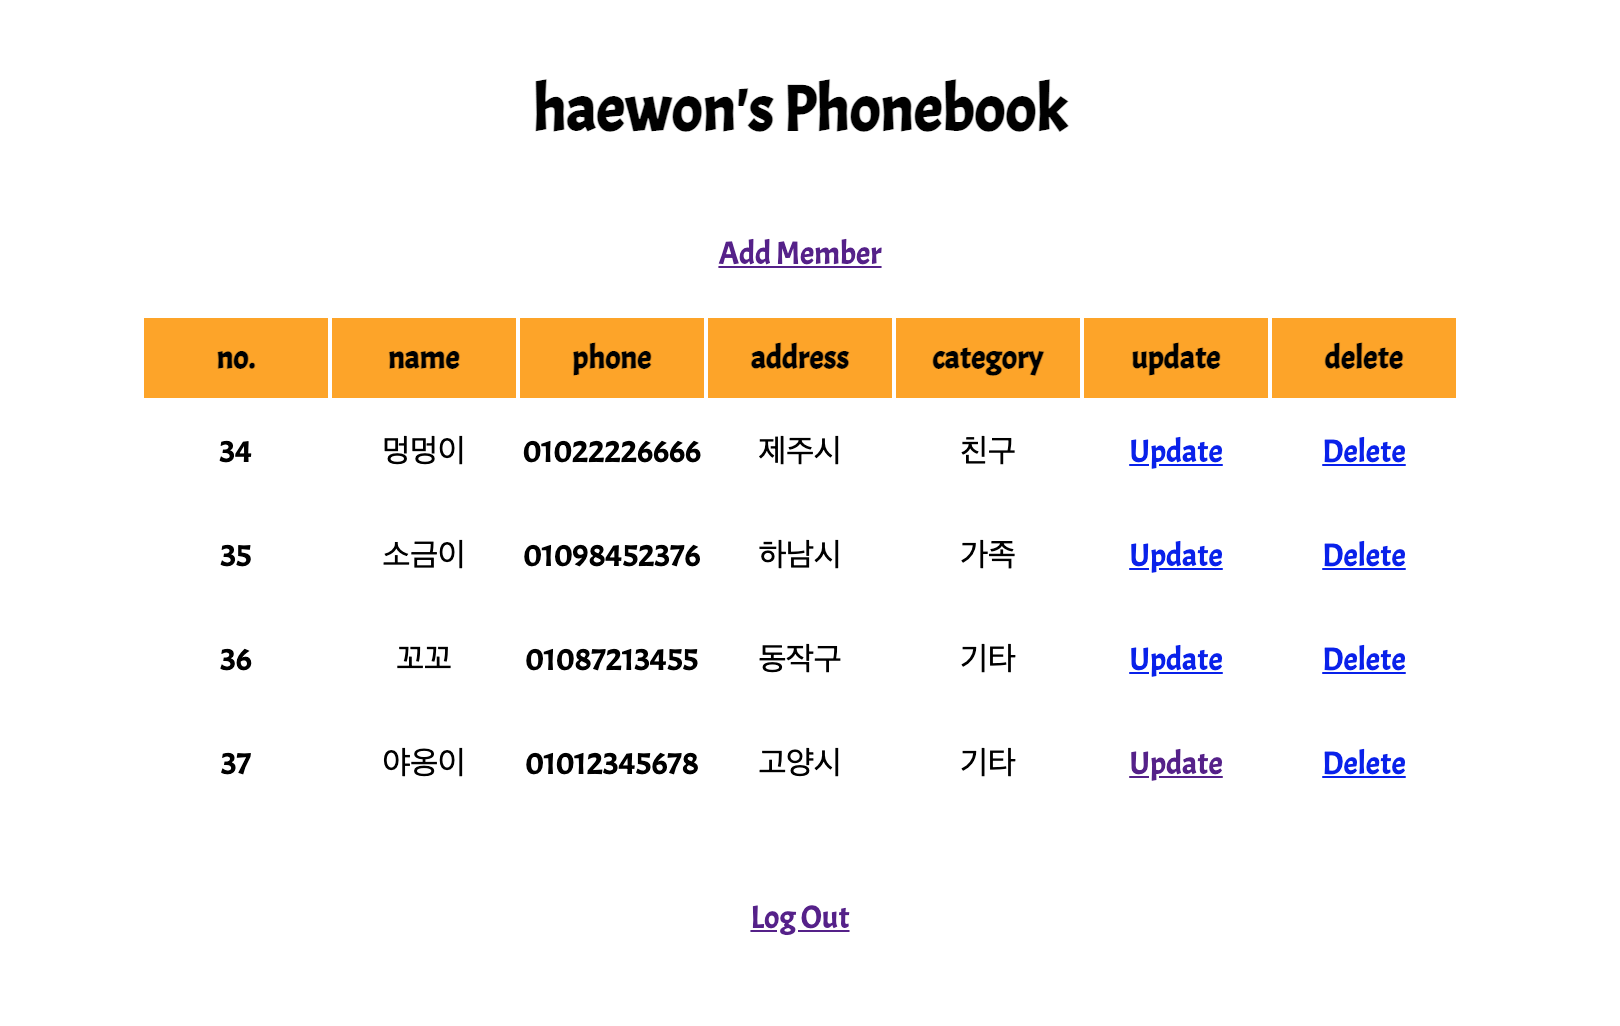 haewon's Phonebook
Add Member
no. name phone address category update delete
34 멍멍이 01022226666 제주시 친구 Update Delete
35 소금이 01098452376 하남시 가족 Update Delete
36 꼬꼬 01087213455 동작구 기타 Update Delete
37 야옹이 01012345678 고양시 기타 Update Delete
Log Out